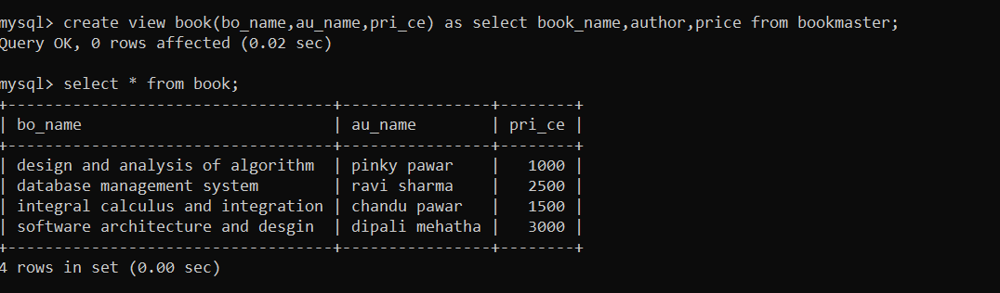 mysql> create view book(bo_name,au_name,pri_ce) as select book_name,author,price from bookmaster;
Query OK, 0 rows affected (0.02 sec)
mysql> select * from book;
+-----------------------------------+----------------+--------+
| bo_name                           | au_name        | pri_ce |
+-----------------------------------+----------------+--------+
| design and analysis of algorithm  | pinky pawar    |   1000 |
| database management system        | ravi sharma    |   2500 |
| integral calculus and integration | chandu pawar   |   1500 |
| software architecture and desgin  | dipali mehatha |   3000 |
+-----------------------------------+----------------+--------+
4 rows in set (0.00 sec)